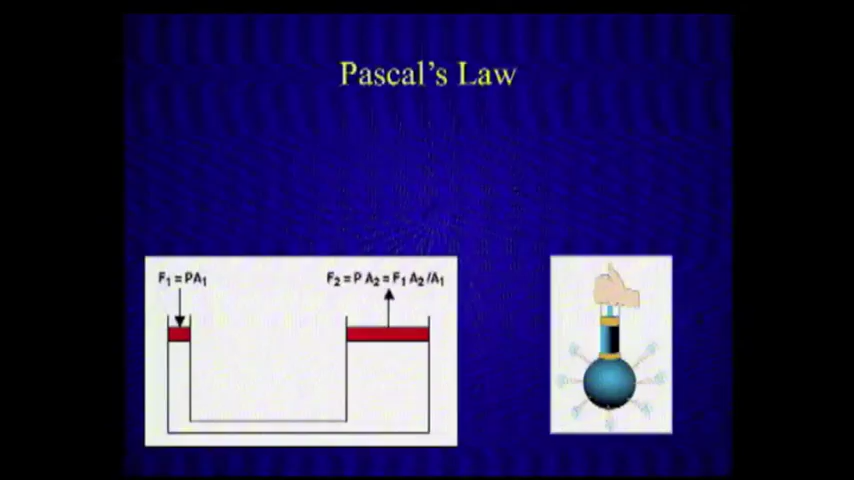 Pascal's Law
F₁ = PA₁
F₂ = P A₂ = F₁ A₂ /A₁